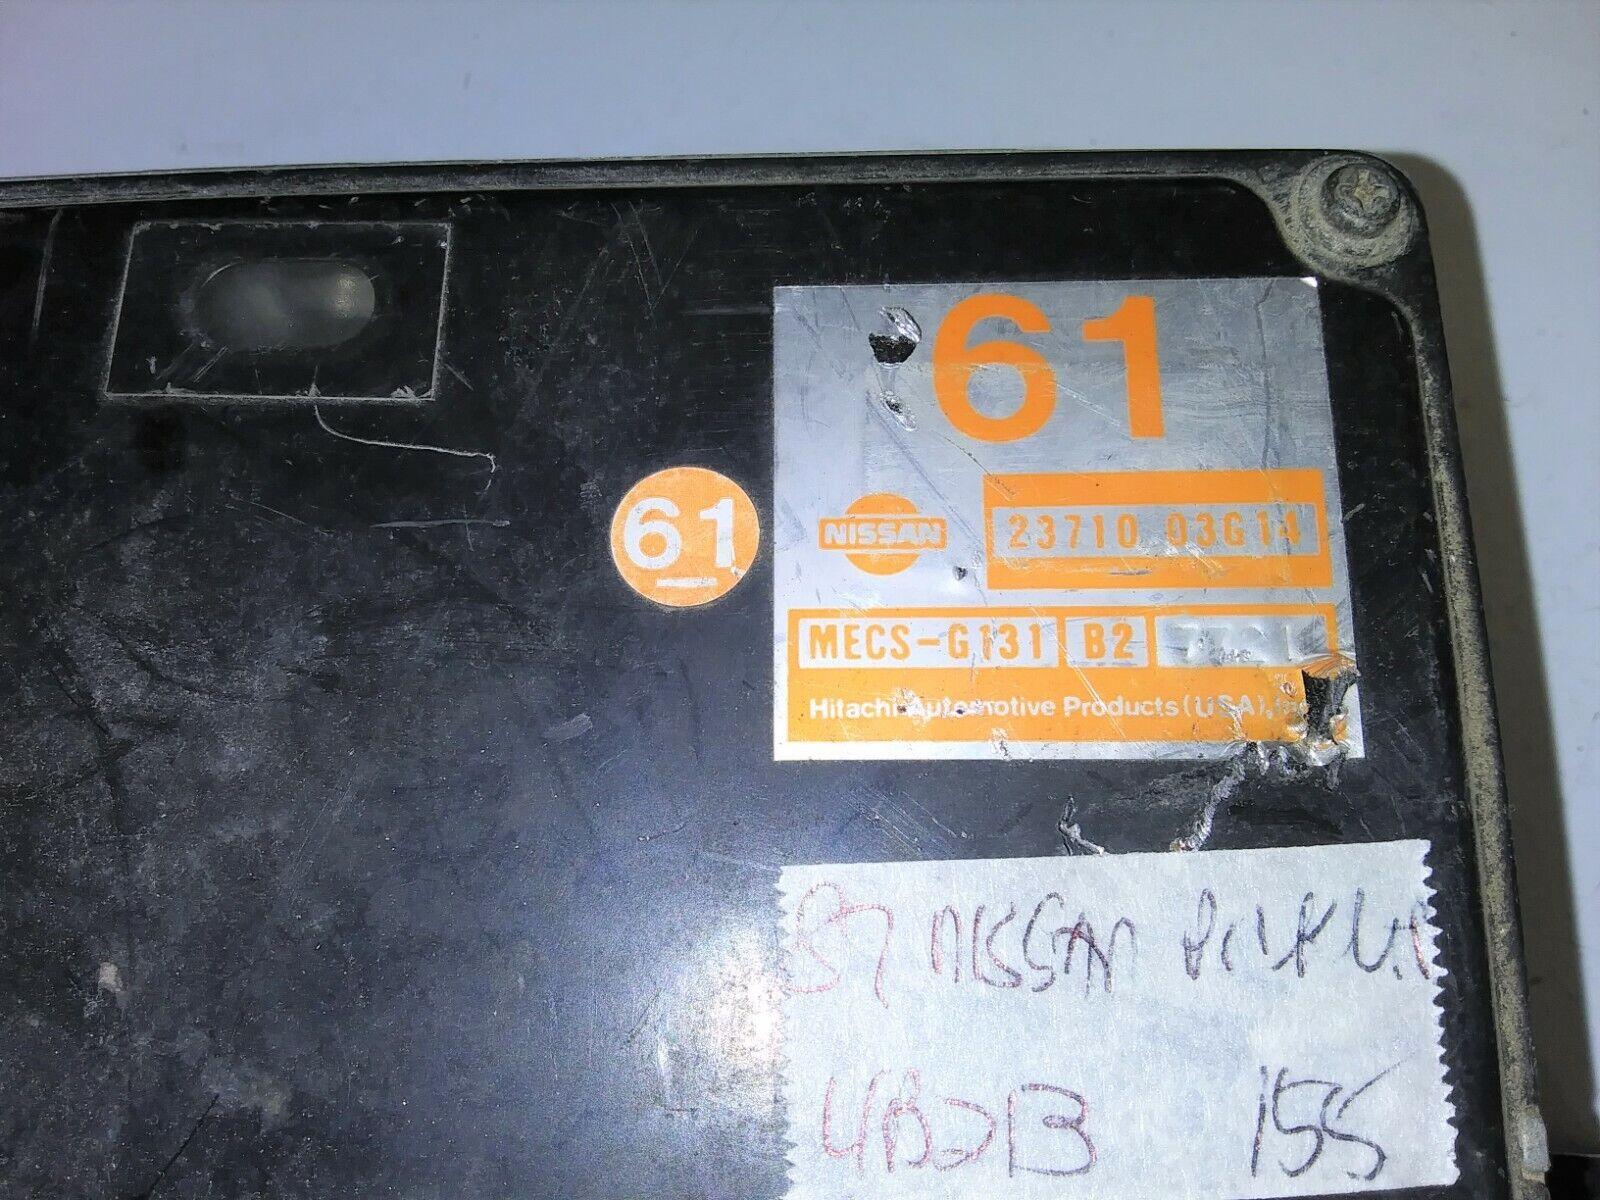 61
61
NISSAN
23710 03G14
MECS-G131 B2
Hitachi Automotive Products (USA), Inc
87 NISSAN PICKUP
155